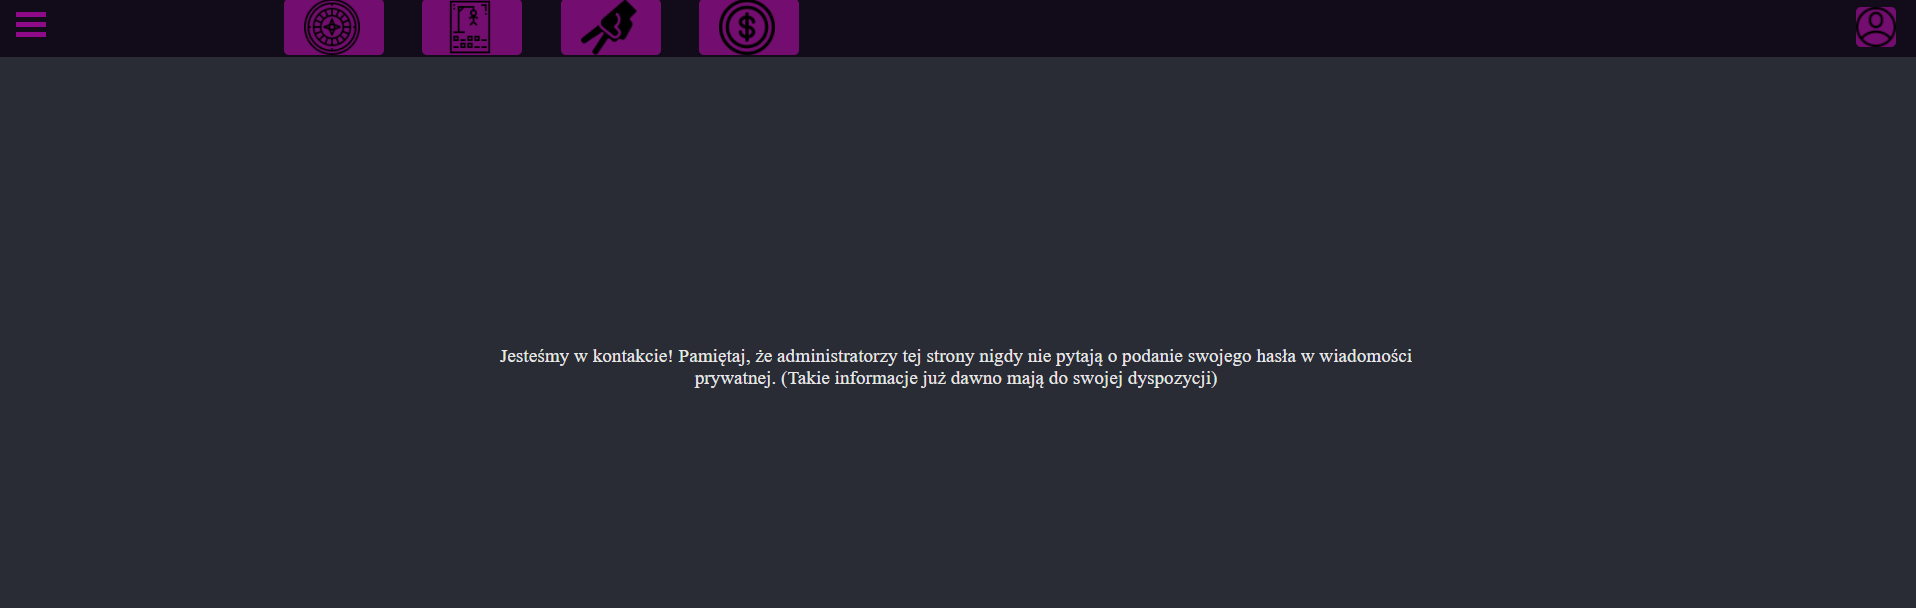 Jesteśmy w kontakcie! Pamiętaj, że administratorzy tej strony nigdy nie pytają o podanie swojego hasła w wiadomości
prywatnej. (Takie informacje już dawno mają do swojej dyspozycji)